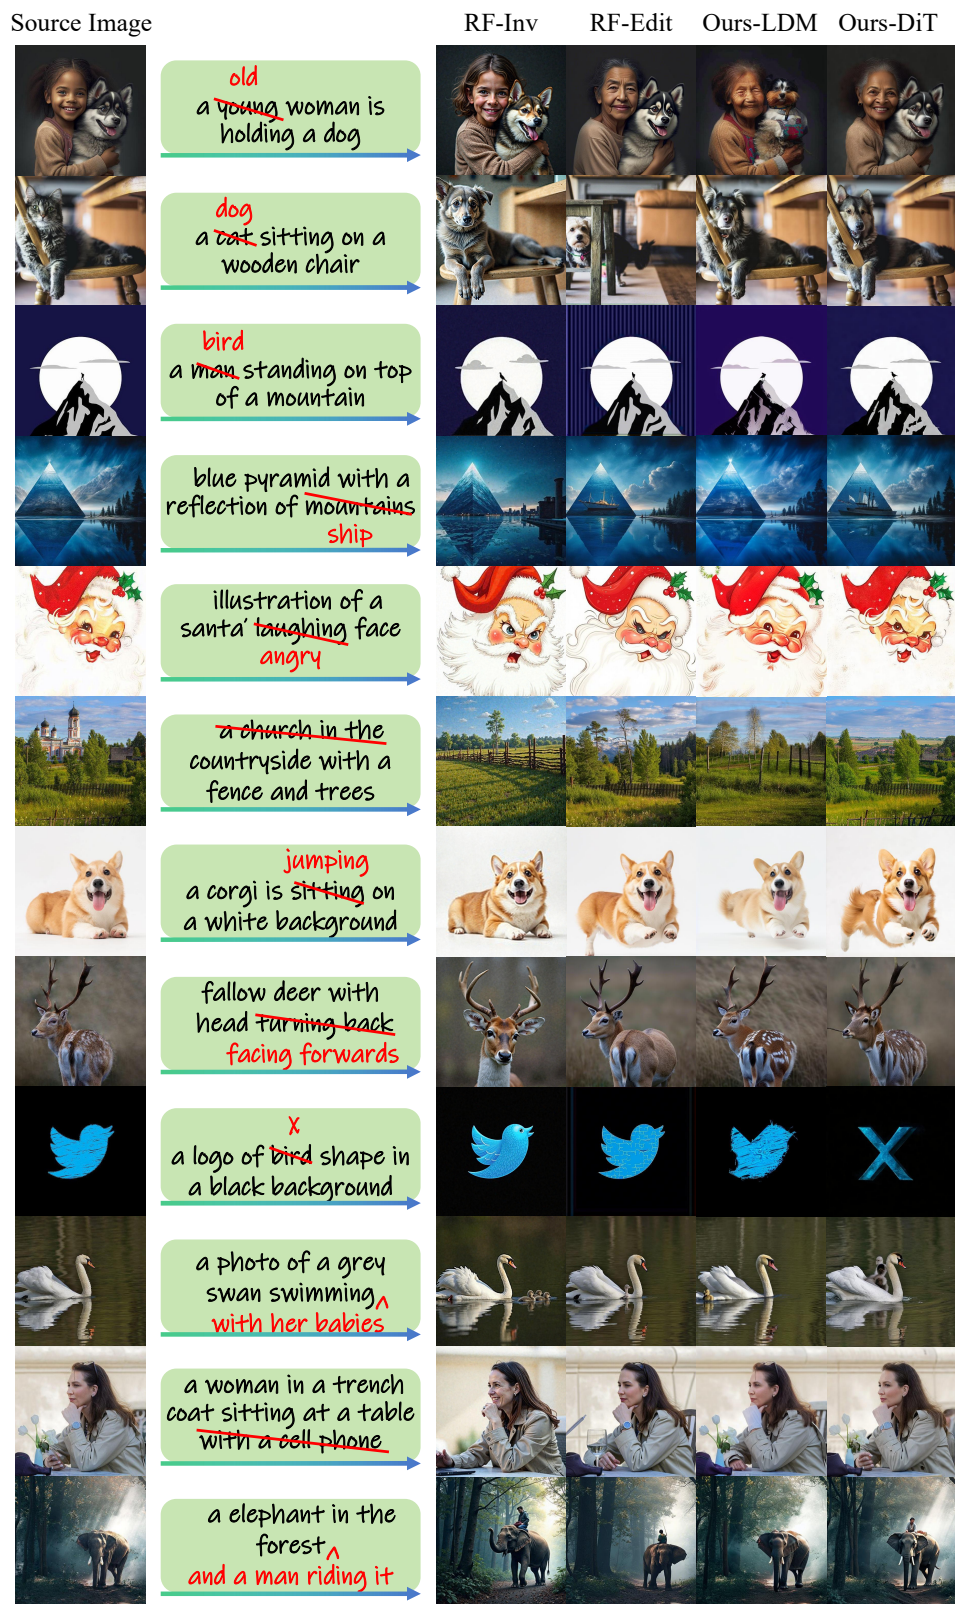 Source Image RF-Inv RF-Edit Ours-LDM Ours-DiT
old
a young woman is
holding a dog
dog
a cat sitting on a
wooden chair
bird
a man standing on top
of a mountain
blue pyramid with a
reflection of mountains
ship
illustration of a
santa' laughing face
angry
a church in the
countryside with a
fence and trees
jumping
a corgi is sitting on
a white background
fallow deer with
head turning back
facing forwards
X
a logo of bird shape in
a black background
a photo of a grey
swan swimming^
with her babies
a woman in a trench
coat sitting at a table
with a cell phone
a elephant in the
forest^
and a man riding it